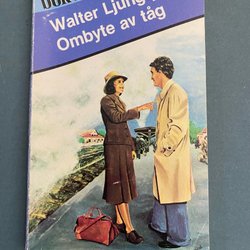 Walter Ljung
Ombyte av tåg